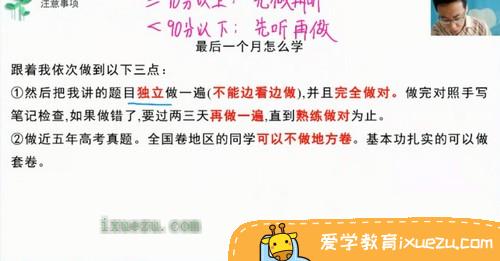 注意事项
≥90分以上：先做再听
<90分以下：先听再做
最后一个月怎么学
跟着我依次做到以下三点：
①然后把我讲的题目独立做一遍(不能边看边做)，并且完全做对。做完对照手写
笔记检查，如果做错了，要过两三天再做一遍，直到熟练做对为止。
②做近五年高考真题。全国卷地区的同学可以不做地方卷。基本功扎实的可以做
套卷。
ixuezu.com
爱学教育ixuezu.com